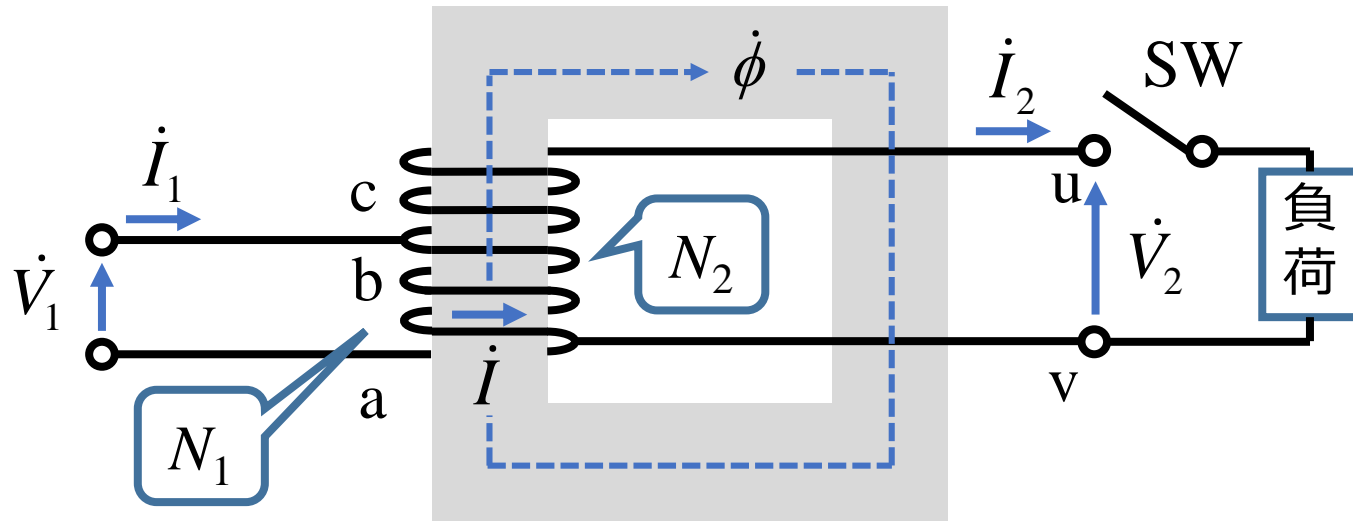 İ₁
V̇₁
N₁
a
b
c
İ
ϕ̇
N₂
İ₂
SW
u
V̇₂
v
負
荷